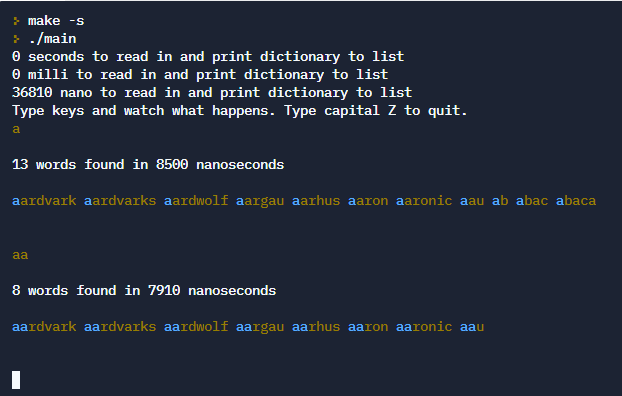 > make -s
> ./main
0 seconds to read in and print dictionary to list
0 milli to read in and print dictionary to list
36810 nano to read in and print dictionary to list
Type keys and watch what happens. Type capital Z to quit.
a
13 words found in 8500 nanoseconds
aardvark aardvarks aardwolf aargau aarhus aaron aaronic aau ab abac abaca
aa
8 words found in 7910 nanoseconds
aardvark aardvarks aardwolf aargau aarhus aaron aaronic aau